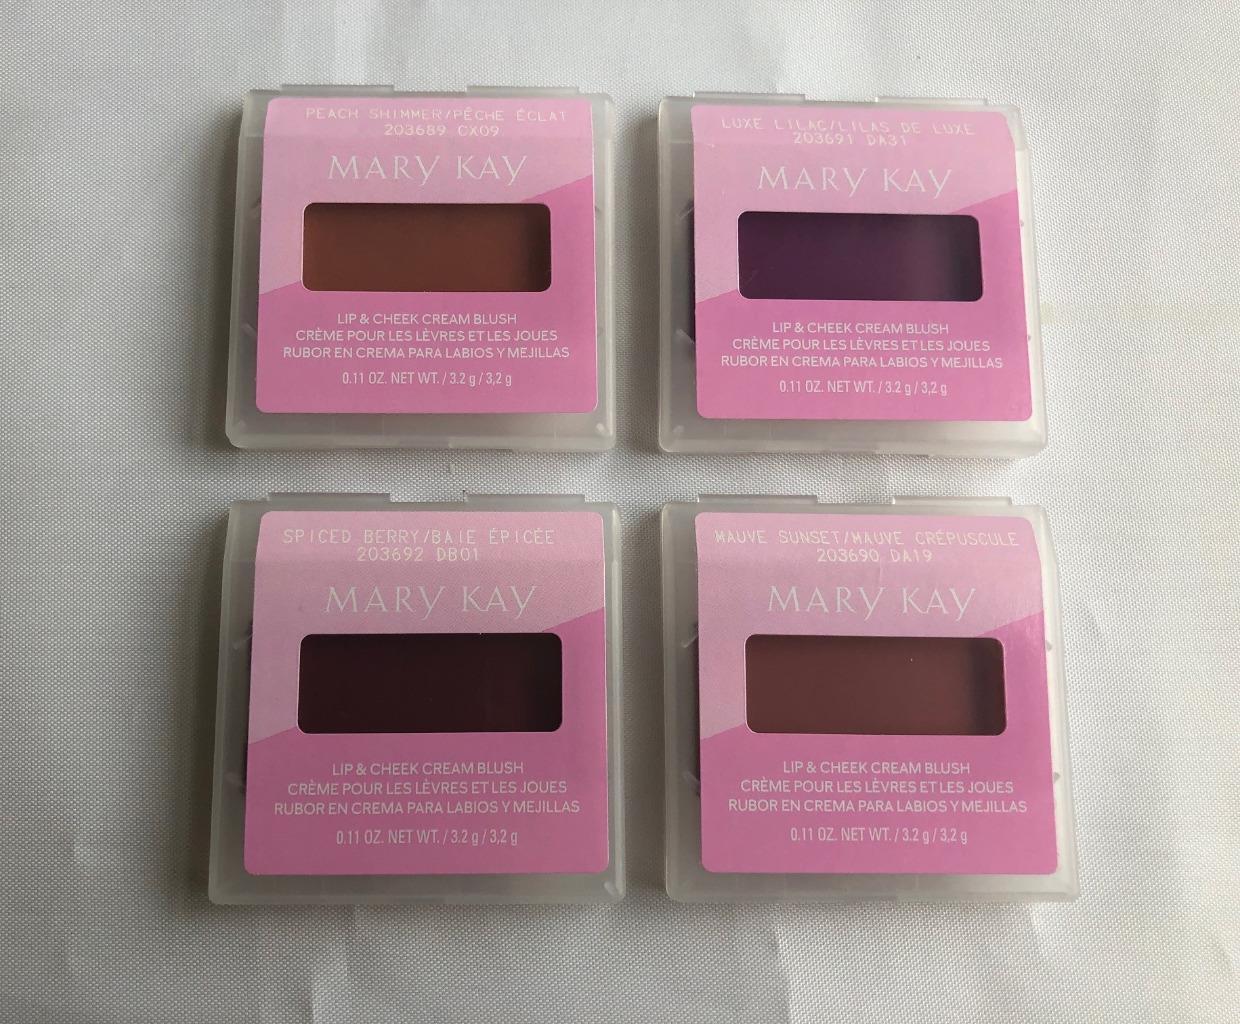 PEACH SHIMMER/PÊCHE ÉCLAT
203689 CX09
MARY KAY
LIP & CHEEK CREAM BLUSH
CRÈME POUR LES LÈVRES ET LES JOUES
RUBOR EN CREMA PARA LABIOS Y MEJILLAS
0.11 OZ. NET WT. / 3.2 g / 3,2 g
LUXE LILAC/LILAS DE LUXE
203691 DA31
MARY KAY
LIP & CHEEK CREAM BLUSH
CRÈME POUR LES LÈVRES ET LES JOUES
RUBOR EN CREMA PARA LABIOS Y MEJILLAS
0.11 OZ. NET WT. / 3.2 g / 3,2 g
SPICED BERRY/BAIE ÉPICÉE
203692 DB01
MARY KAY
LIP & CHEEK CREAM BLUSH
CRÈME POUR LES LÈVRES ET LES JOUES
RUBOR EN CREMA PARA LABIOS Y MEJILLAS
0.11 OZ. NET WT. / 3.2 g / 3,2 g
MAUVE SUNSET/MAUVE CRÉPUSCULE
203690 DA19
MARY KAY
LIP & CHEEK CREAM BLUSH
CRÈME POUR LES LÈVRES ET LES JOUES
RUBOR EN CREMA PARA LABIOS Y MEJILLAS
0.11 OZ. NET WT. / 3.2 g / 3,2 g